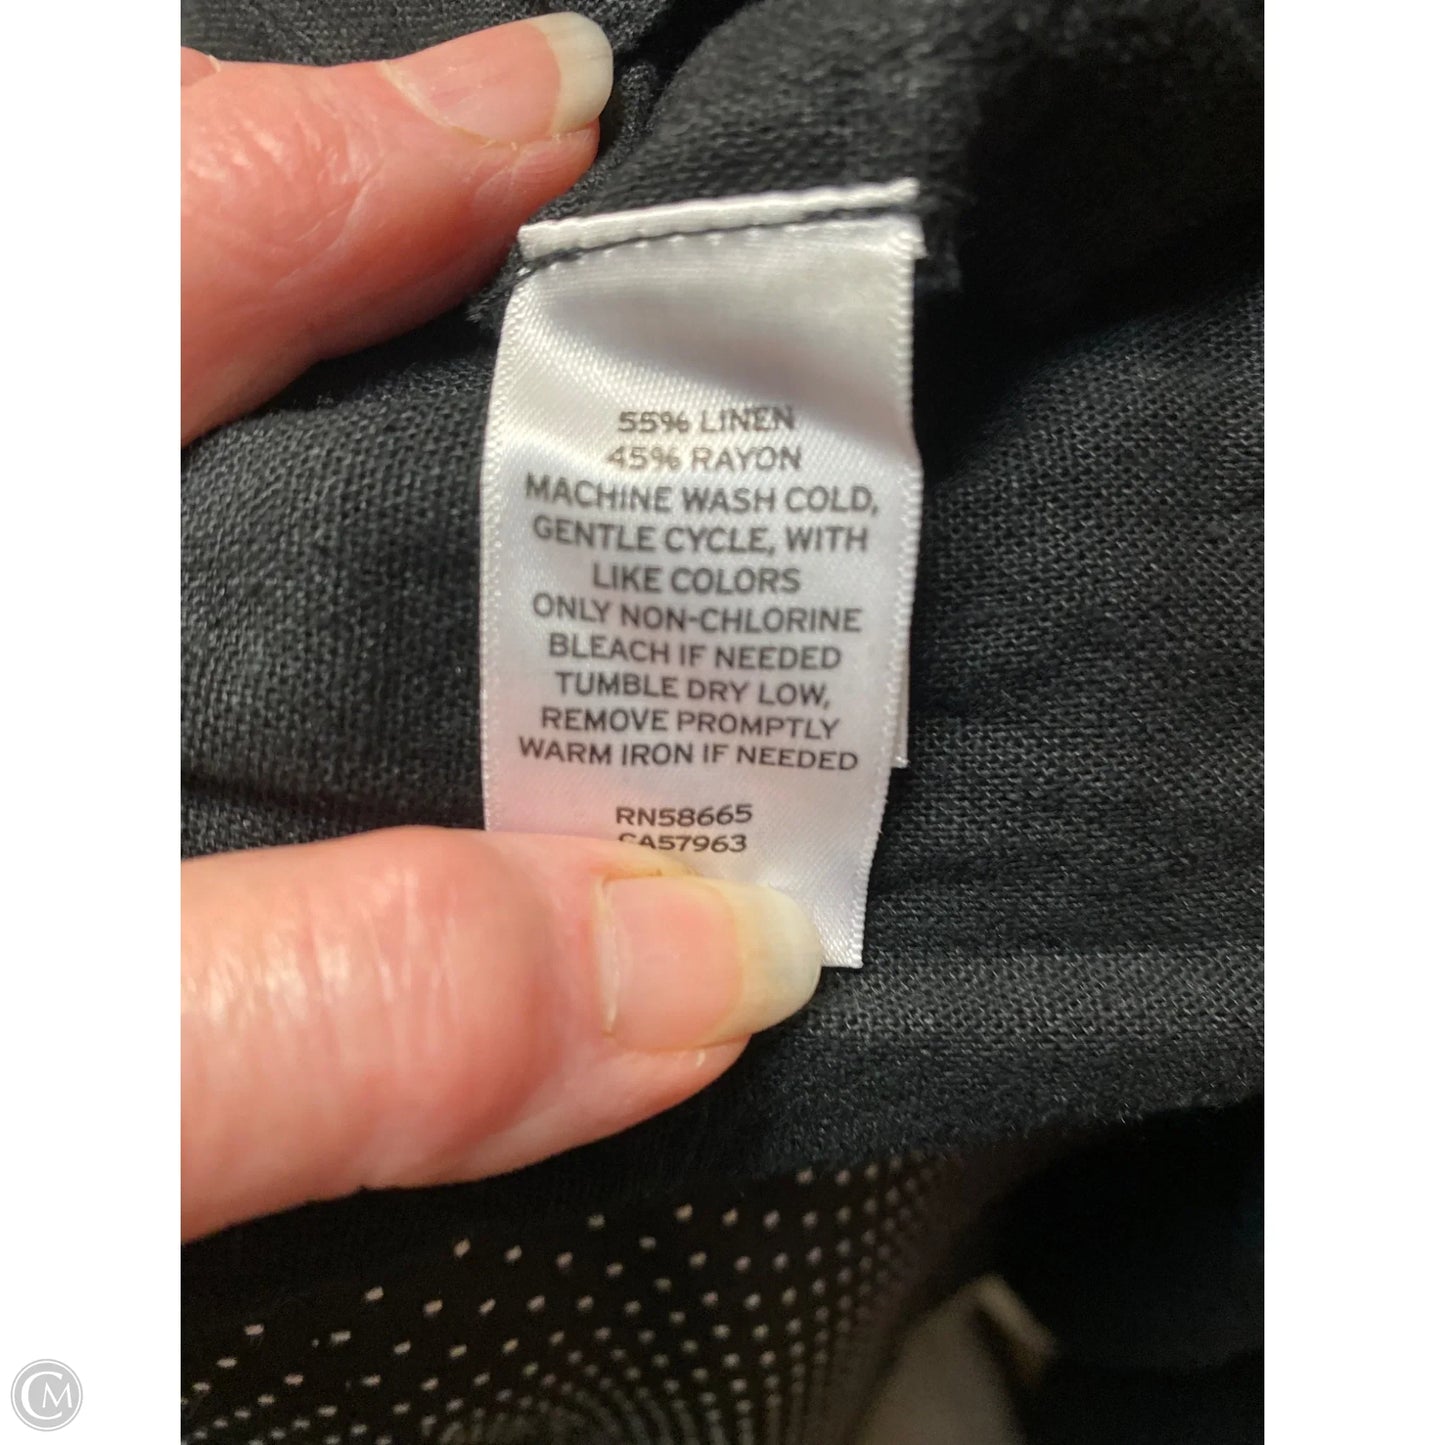 55% LINEN
45% RAYON
MACHINE WASH COLD,
GENTLE CYCLE, WITH
LIKE COLORS
ONLY NON-CHLORINE
BLEACH IF NEEDED
TUMBLE DRY LOW,
REMOVE PROMPTLY
WARM IRON IF NEEDED
RN58665
CA57963
CM